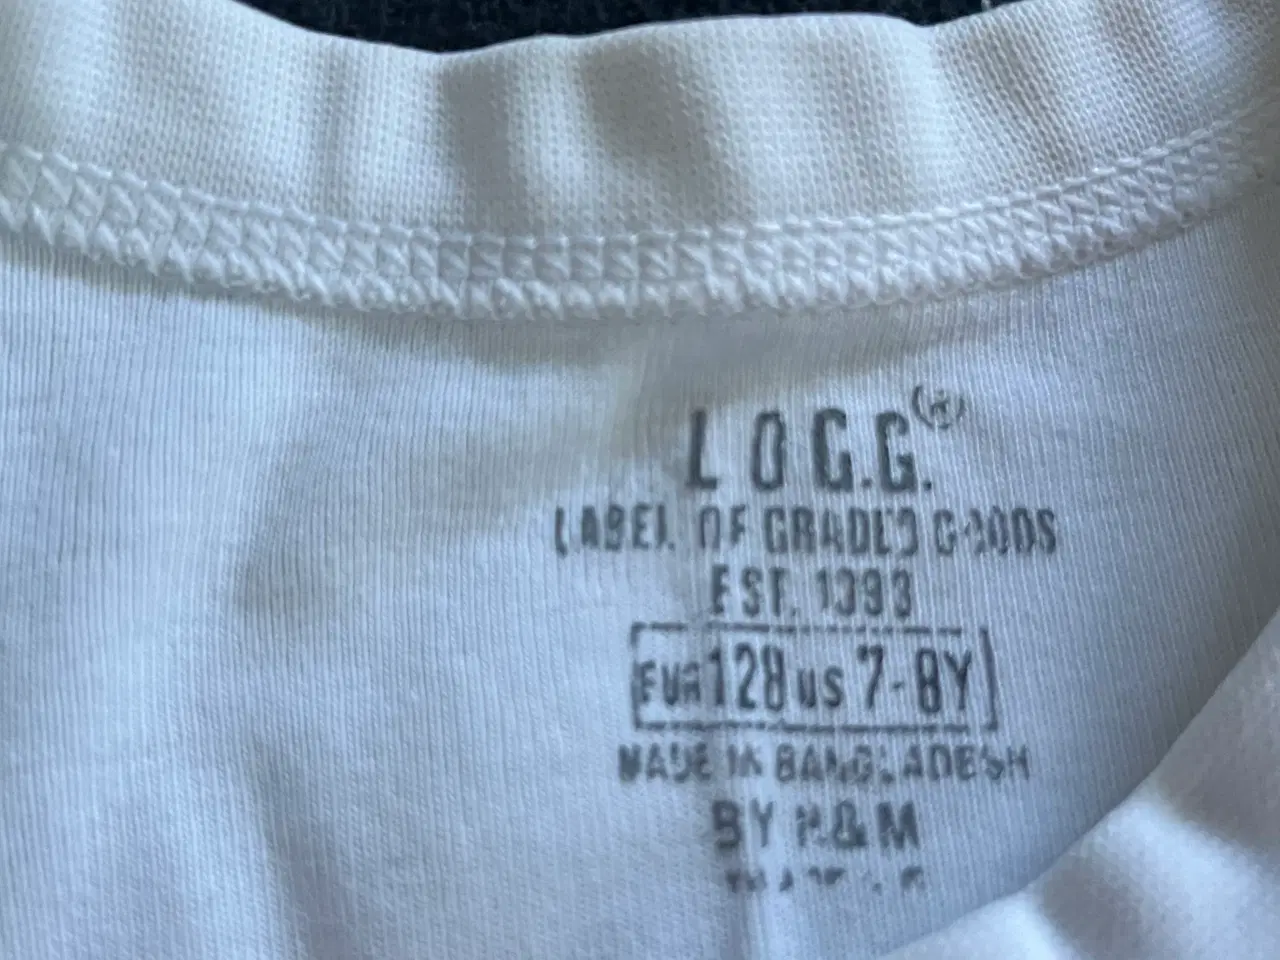 L.O.G.G.®
LABEL OF GRADED GOODS
EST. 1993
EUR 128 US 7-8Y
MADE IN BANGLADESH
BY H&M